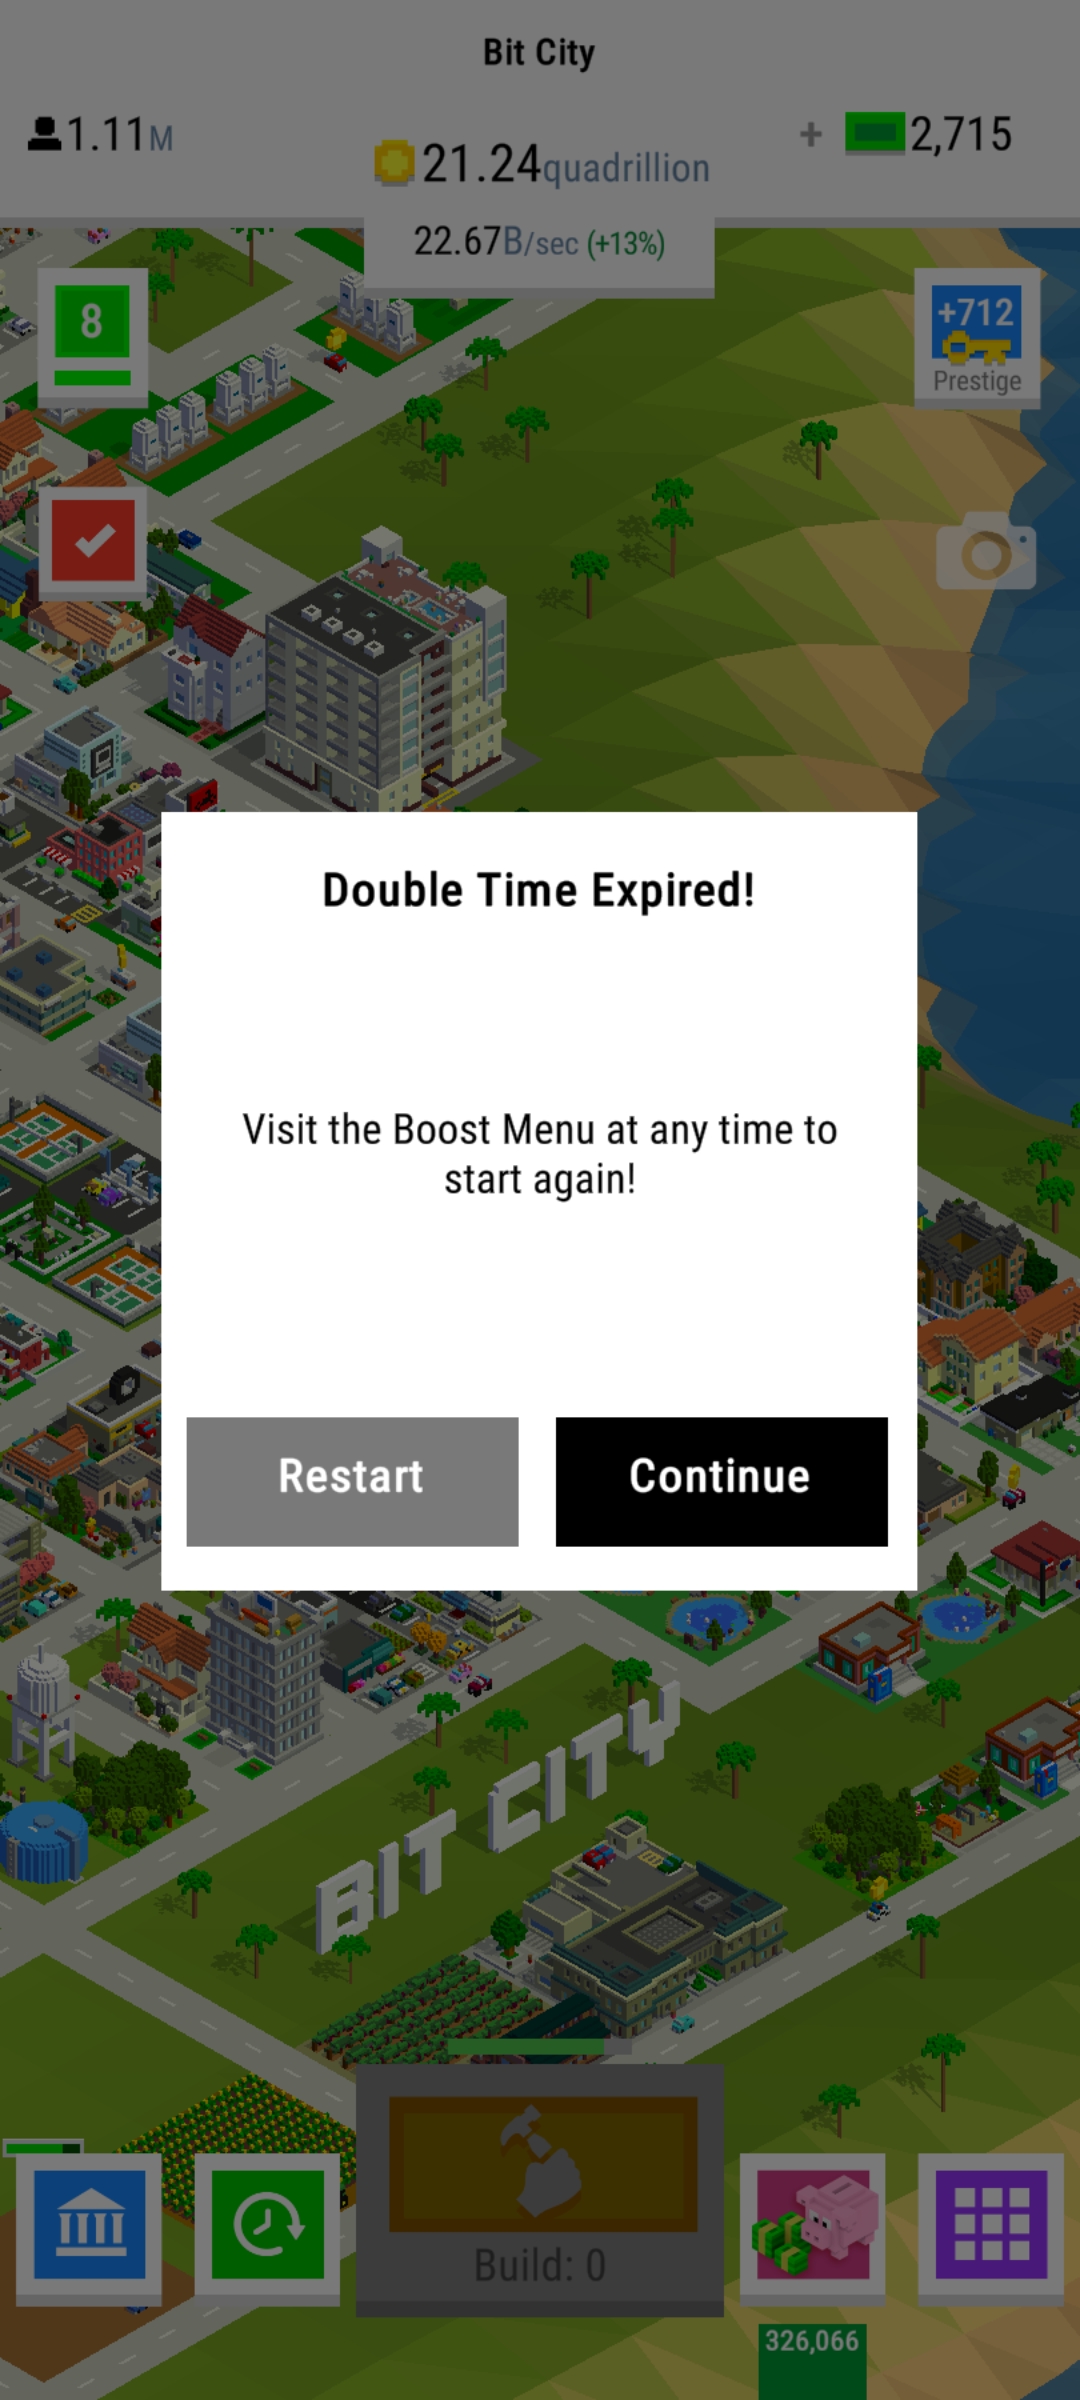 Bit City
1.11M
21.24quadrillion
+ 2,715
22.67B/sec (+13%)
8
+712
Prestige
Double Time Expired!
Visit the Boost Menu at any time to
start again!
Restart
Continue
BIT CITY
Build: 0
326,066